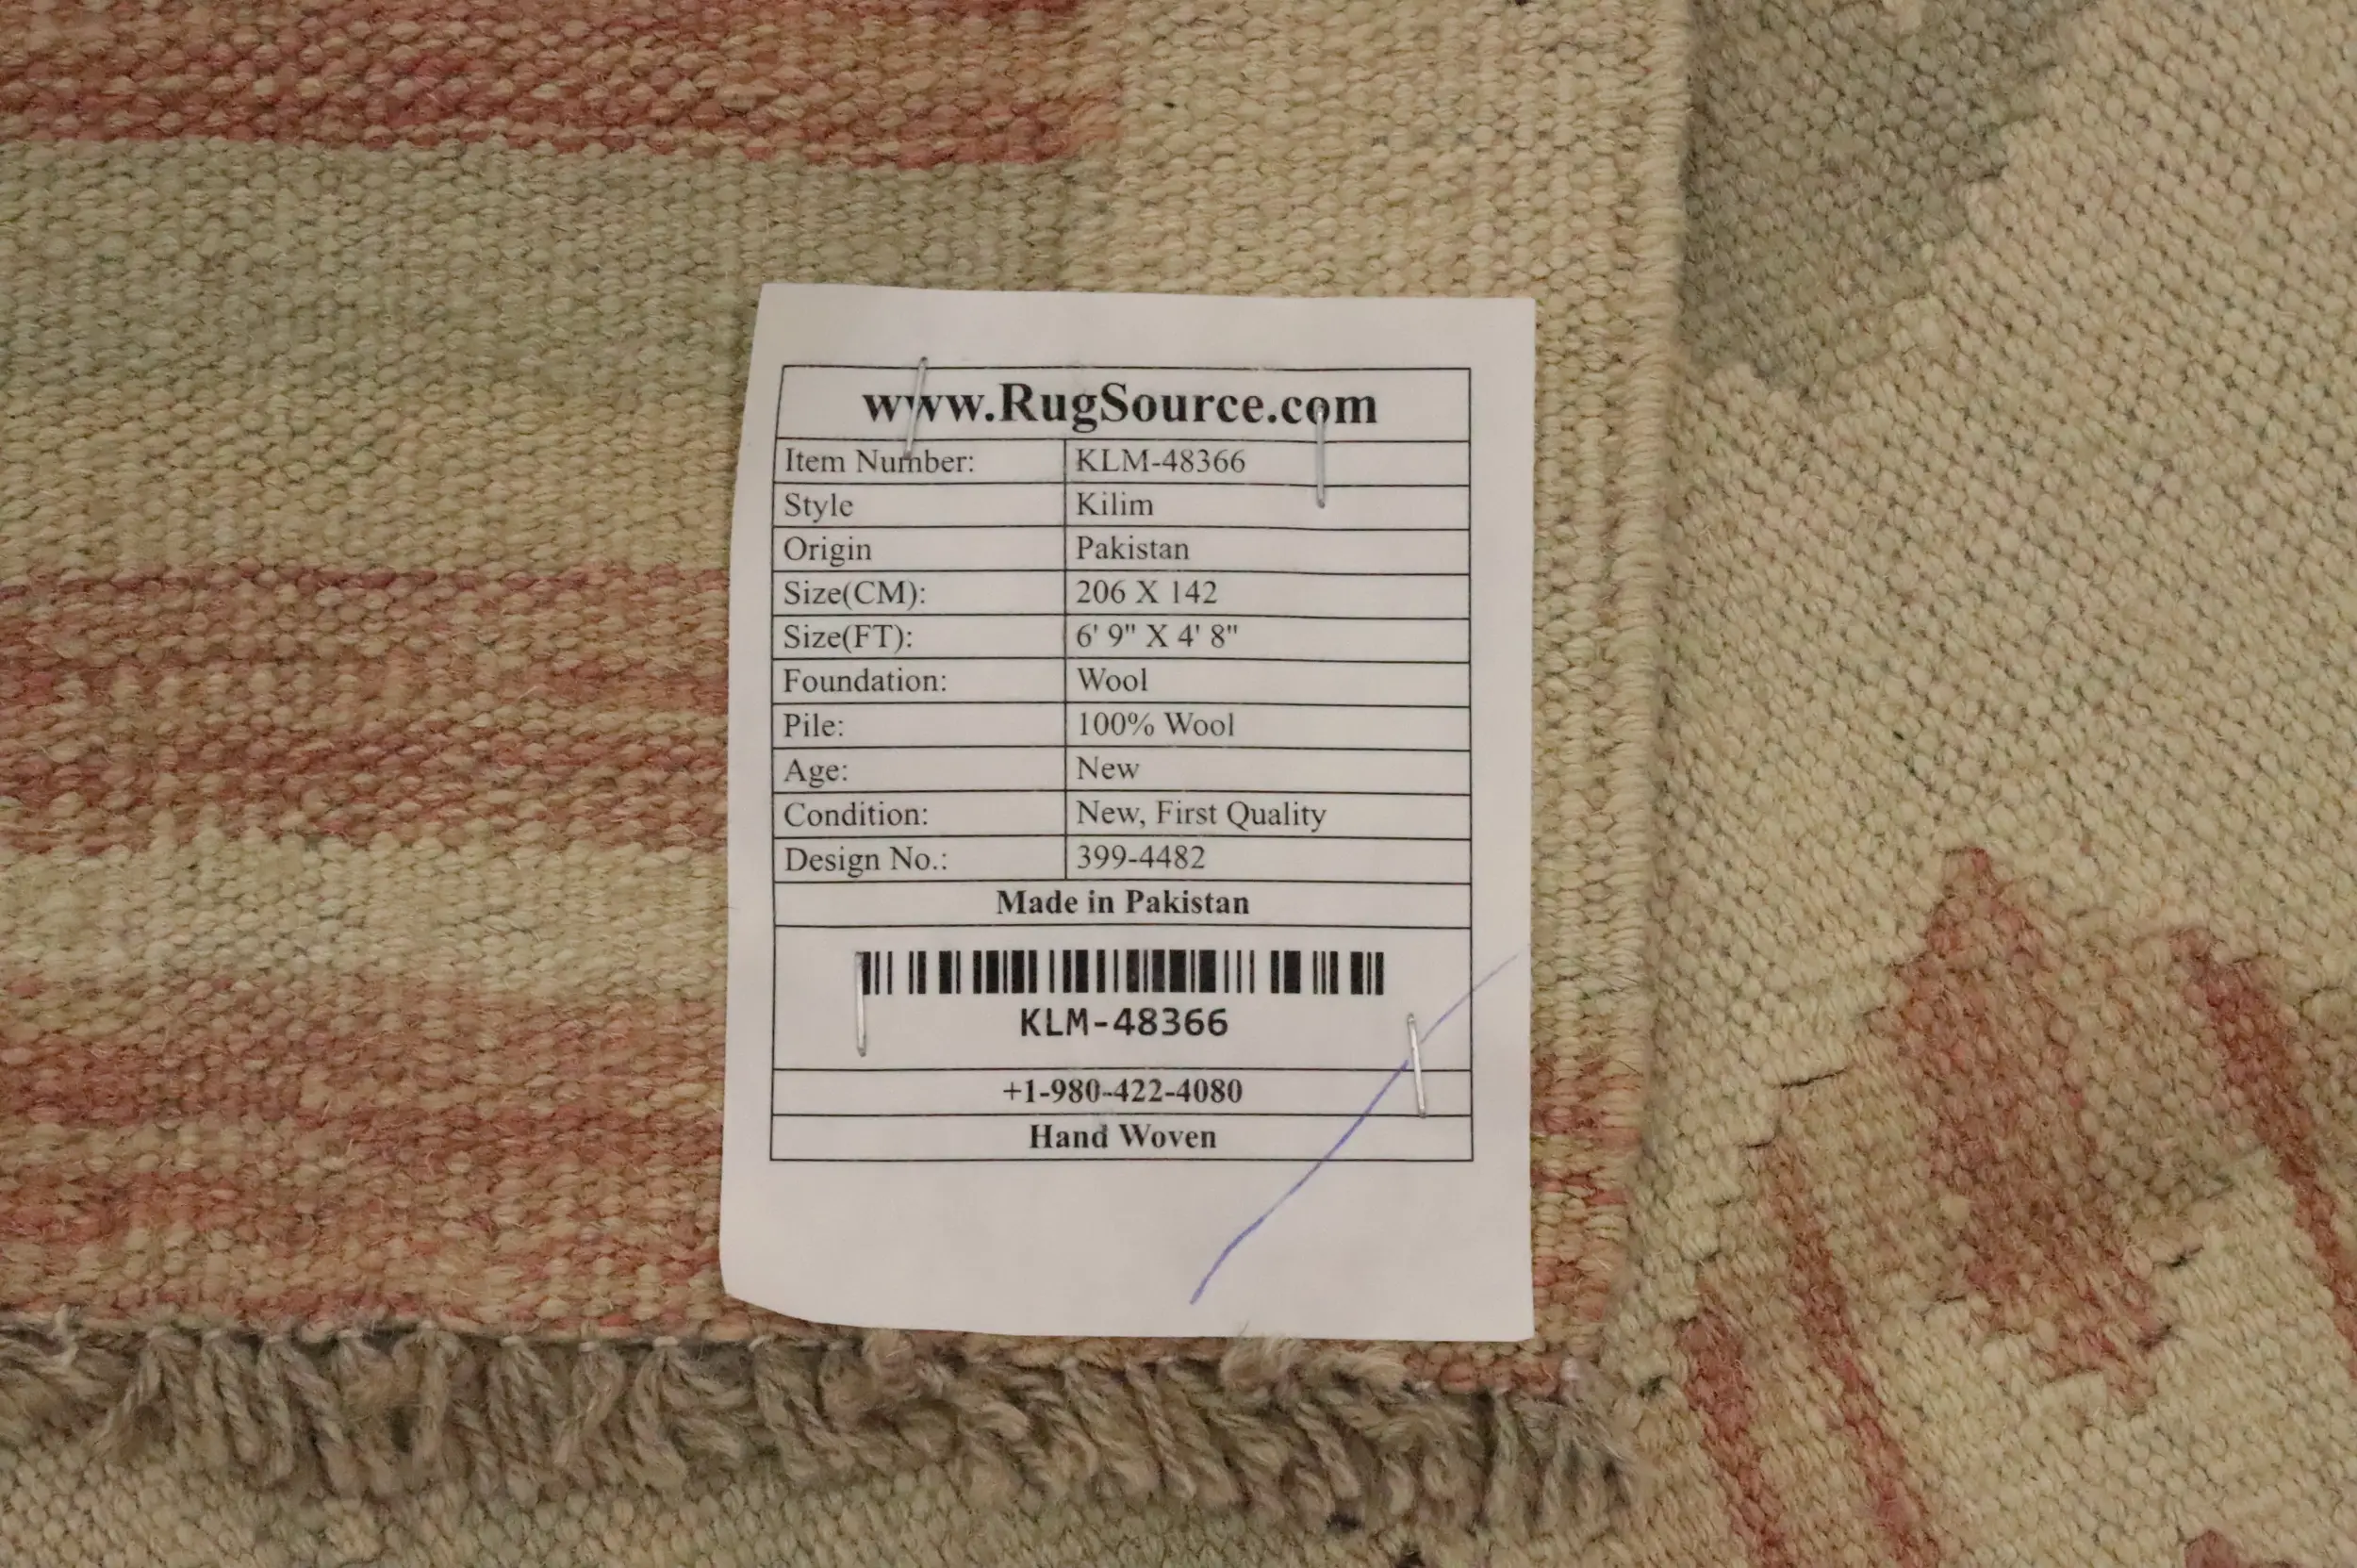 www.RugSource.com
Item Number: KLM-48366
Style Kilim
Origin Pakistan
Size(CM): 206 X 142
Size(FT): 6' 9" X 4' 8"
Foundation: Wool
Pile: 100% Wool
Age: New
Condition: New, First Quality
Design No.: 399-4482
Made in Pakistan
KLM-48366
+1-980-422-4080
Hand Woven